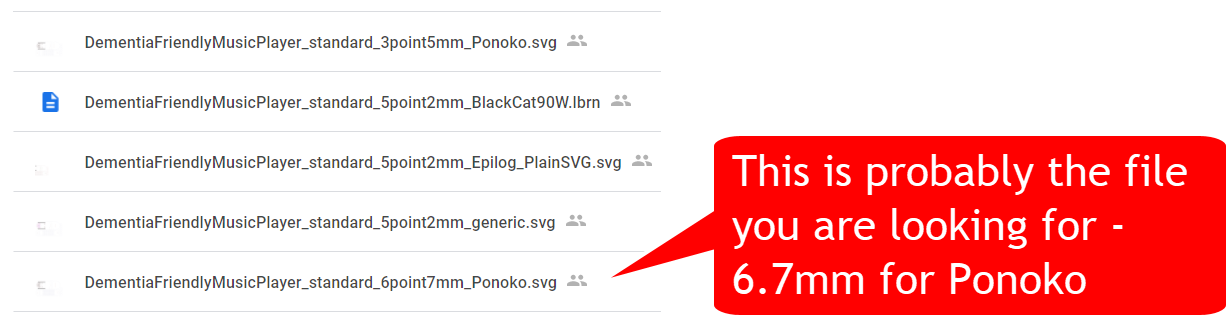 DementiaFriendlyMusicPlayer_standard_3point5mm_Ponoko.svg
DementiaFriendlyMusicPlayer_standard_5point2mm_BlackCat90W.lbrn
DementiaFriendlyMusicPlayer_standard_5point2mm_Epilog_PlainSVG.svg
DementiaFriendlyMusicPlayer_standard_5point2mm_generic.svg
DementiaFriendlyMusicPlayer_standard_6point7mm_Ponoko.svg
This is probably the file
you are looking for -
6.7mm for Ponoko